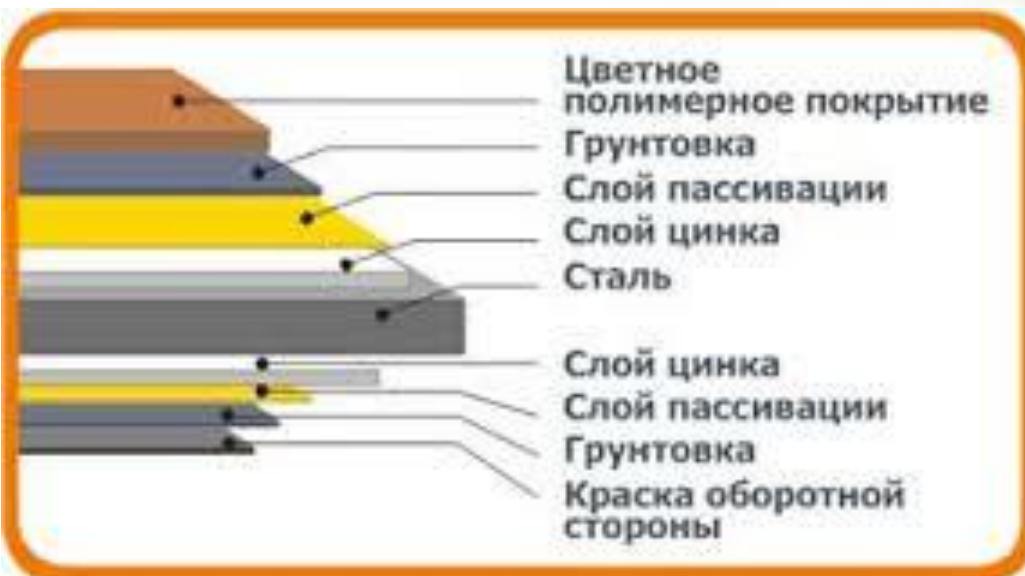 Цветное
полимерное покрытие
Грунтовка
Слой пассивации
Слой цинка
Сталь
Слой цинка
Слой пассивации
Грунтовка
Краска оборотной
стороны